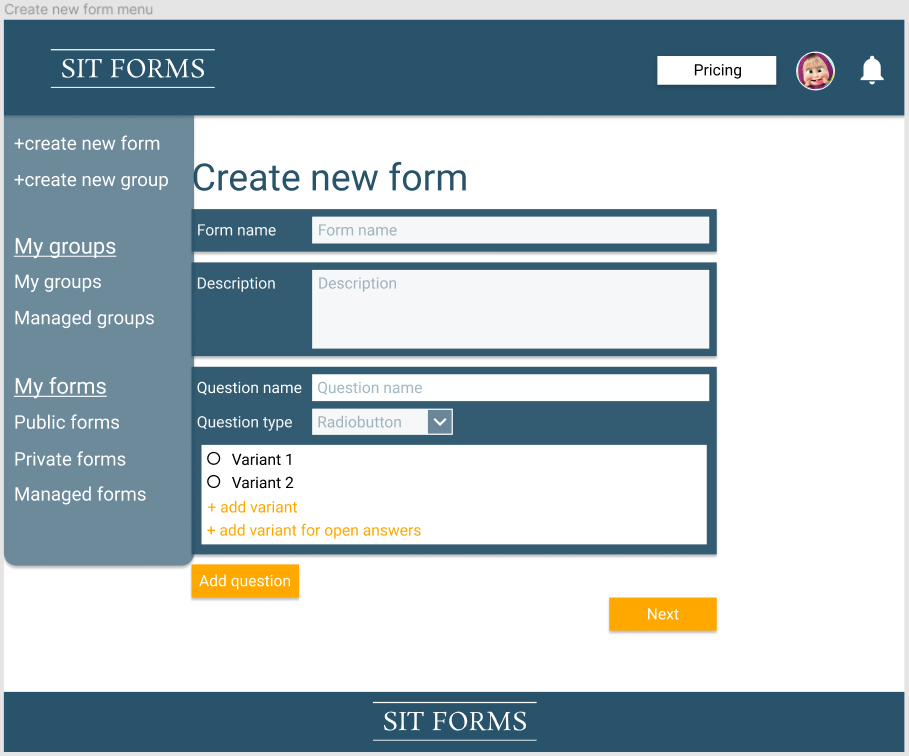 Create new form menu
SIT FORMS
Pricing
+create new form
+create new group
My groups
My groups
Managed groups
My forms
Public forms
Private forms
Managed forms
Create new form
Form name
Form name
Description
Description
Question name
Question name
Question type
Radiobutton
Variant 1
Variant 2
+ add variant
+ add variant for open answers
Add question
Next
SIT FORMS